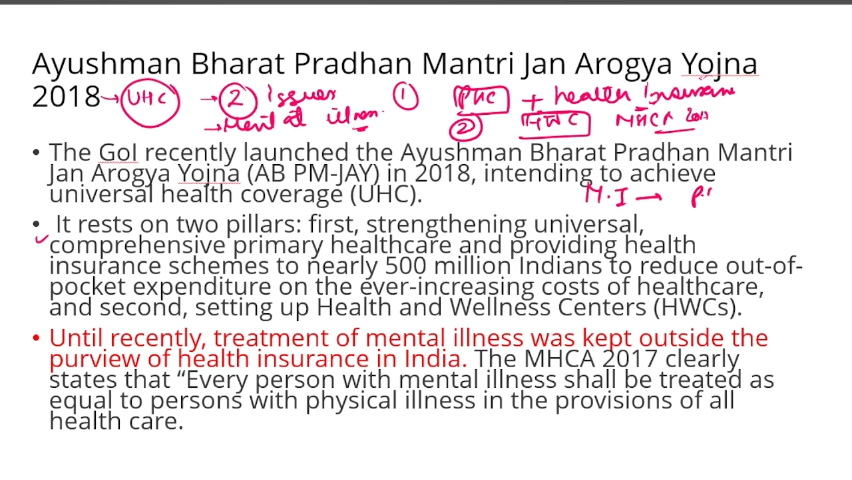 Ayushman Bharat Pradhan Mantri Jan Arogya Yojna
2018 → UHC → 2 issues ① PHC + health Insurance
→ Mental illness ② HWC MHCA 2017
• The GoI recently launched the Ayushman Bharat Pradhan Mantri
Jan Arogya Yojna (AB PM-JAY) in 2018, intending to achieve
universal health coverage (UHC).
M.I → P.I
• It rests on two pillars: first, strengthening universal,
comprehensive primary healthcare and providing health
insurance schemes to nearly 500 million Indians to reduce out-of-
pocket expenditure on the ever-increasing costs of healthcare,
and second, setting up Health and Wellness Centers (HWCs).
• Until recently, treatment of mental illness was kept outside the
purview of health insurance in India. The MHCA 2017 clearly
states that “Every person with mental illness shall be treated as
equal to persons with physical illness in the provisions of all
health care.